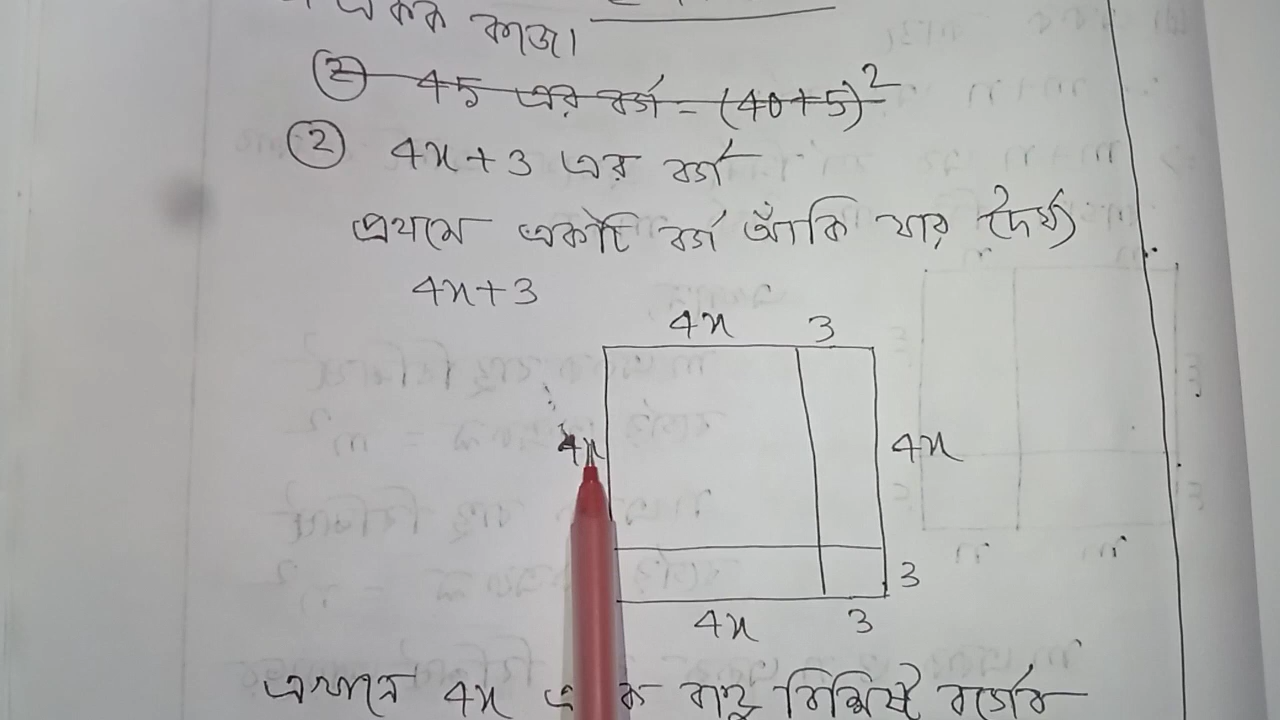 একক কাজ।
② 45 এর বর্গ = (40+5)²
② 4x+3 এর বর্গ
প্রথমে একটি বর্গ আঁকি যার দৈর্ঘ্য
4x+3
4x 3
4x 4x
3
4x 3
এখানে 4x বাহু বিশিষ্ট বর্গের